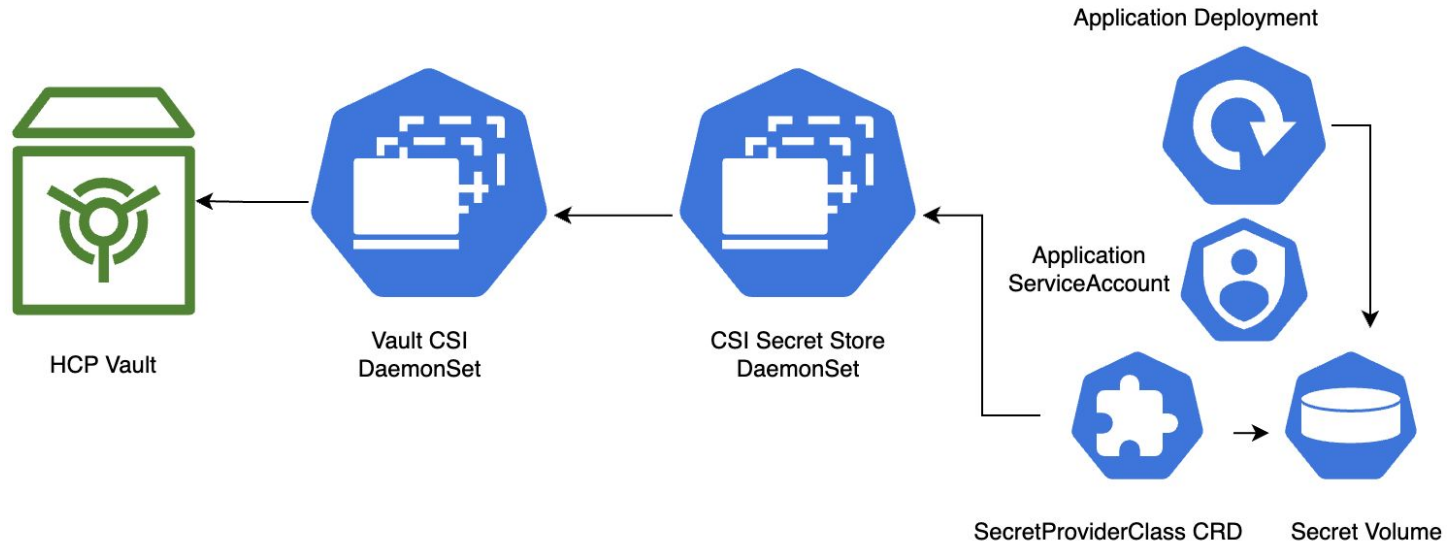 Application Deployment
Application
ServiceAccount
HCP Vault
Vault CSI
DaemonSet
CSI Secret Store
DaemonSet
SecretProviderClass CRD
Secret Volume